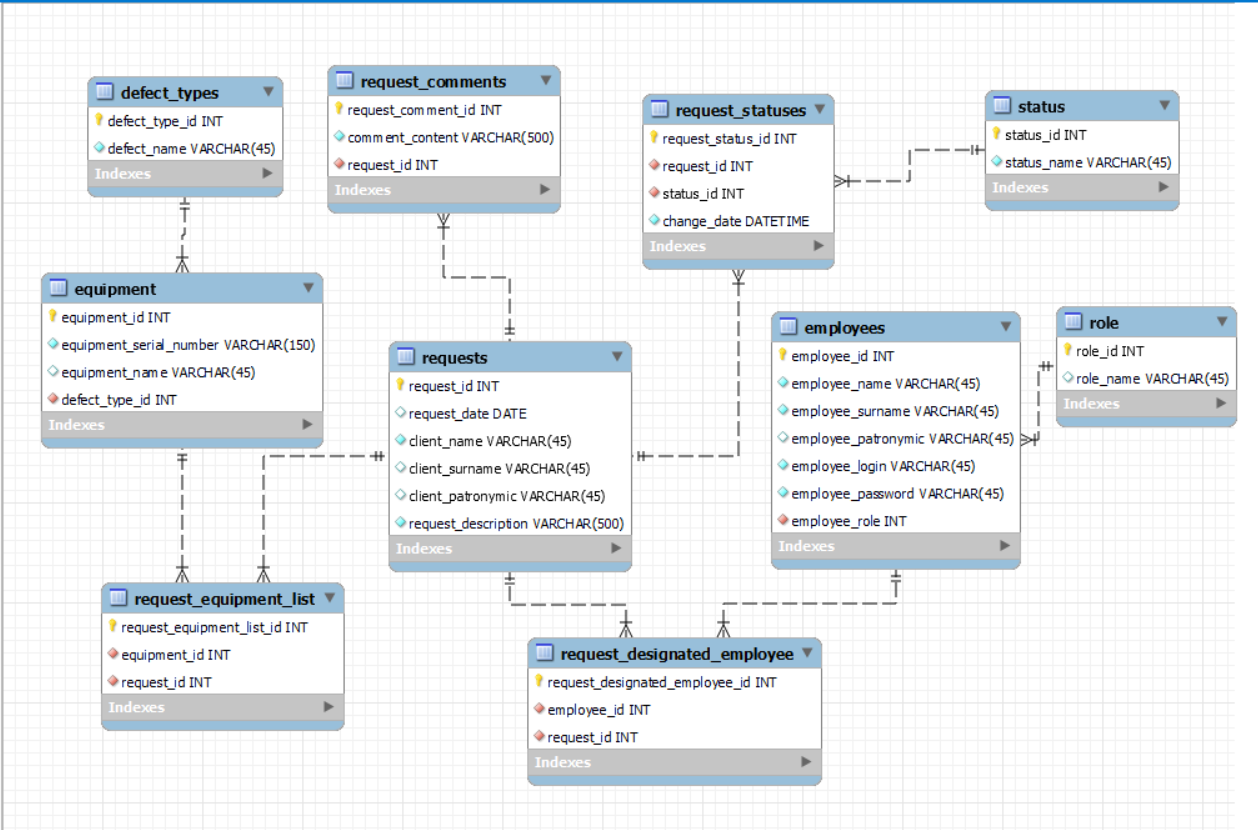 defect_types
defect_type_id INT
defect_name VARCHAR(45)
Indexes
request_comments
request_comment_id INT
comment_content VARCHAR(500)
request_id INT
Indexes
request_statuses
request_status_id INT
request_id INT
status_id INT
change_date DATETIME
Indexes
status
status_id INT
status_name VARCHAR(45)
Indexes
equipment
equipment_id INT
equipment_serial_number VARCHAR(150)
equipment_name VARCHAR(45)
defect_type_id INT
Indexes
requests
request_id INT
request_date DATE
client_name VARCHAR(45)
client_surname VARCHAR(45)
client_patronymic VARCHAR(45)
request_description VARCHAR(500)
Indexes
employees
employee_id INT
employee_name VARCHAR(45)
employee_surname VARCHAR(45)
employee_patronymic VARCHAR(45)
employee_login VARCHAR(45)
employee_password VARCHAR(45)
employee_role INT
Indexes
role
role_id INT
role_name VARCHAR(45)
Indexes
request_equipment_list
request_equipment_list_id INT
equipment_id INT
request_id INT
Indexes
request_designated_employee
request_designated_employee_id INT
employee_id INT
request_id INT
Indexes